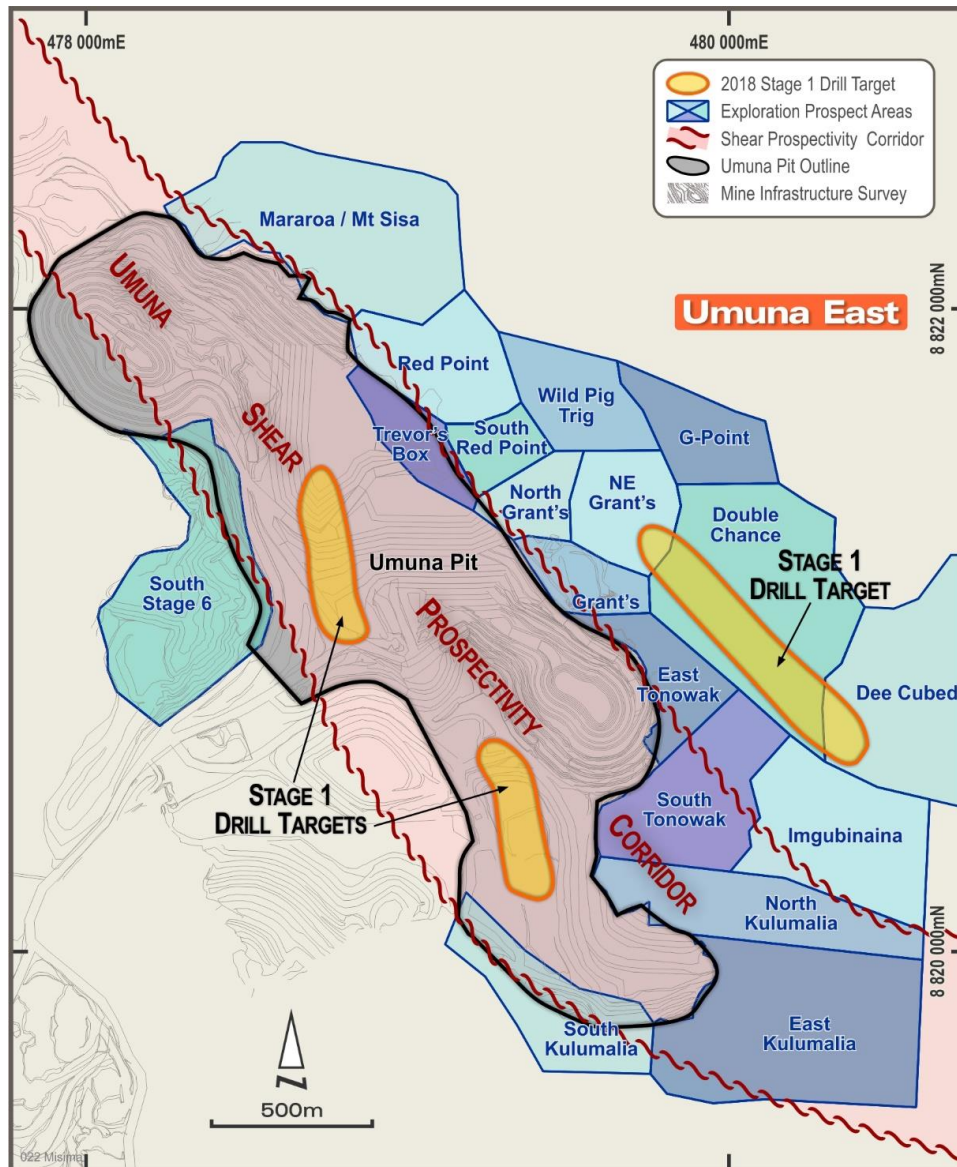 478 000mE
480 000mE
2018 Stage 1 Drill Target
Exploration Prospect Areas
Shear Prospectivity Corridor
Umuna Pit Outline
Mine Infrastructure Survey
Mararoa / Mt Sisa
UMUNA
Umuna East
8 822 000mN
Red Point
Wild Pig
Trig
SHEAR
Trevor's
Box
South
Red Point
G-Point
North
Grant's
NE
Grant's
Double
Chance
Umuna Pit
STAGE 1
DRILL TARGET
South
Stage 6
Grant's
PROSPECTIVITY
East
Tonowak
Dee Cubed
STAGE 1
DRILL TARGETS
South
Tonowak
Imgubinaina
CORRIDOR
North
Kulumalia
8 820 000mN
South
Kulumalia
East
Kulumalia
N
500m
022 Misima